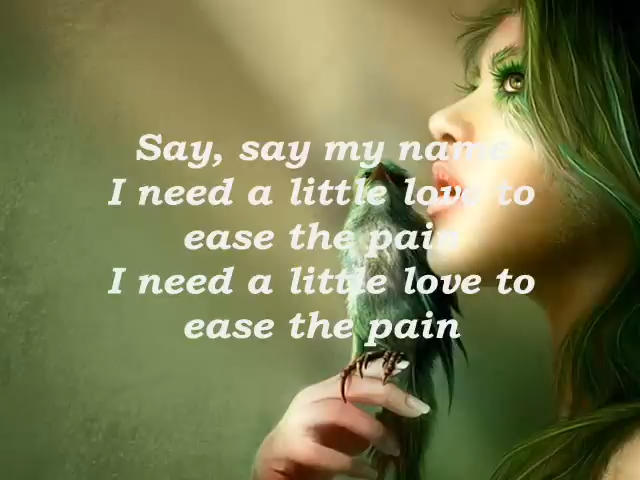 Say, say my name
I need a little love to
ease the pain
I need a little love to
ease the pain